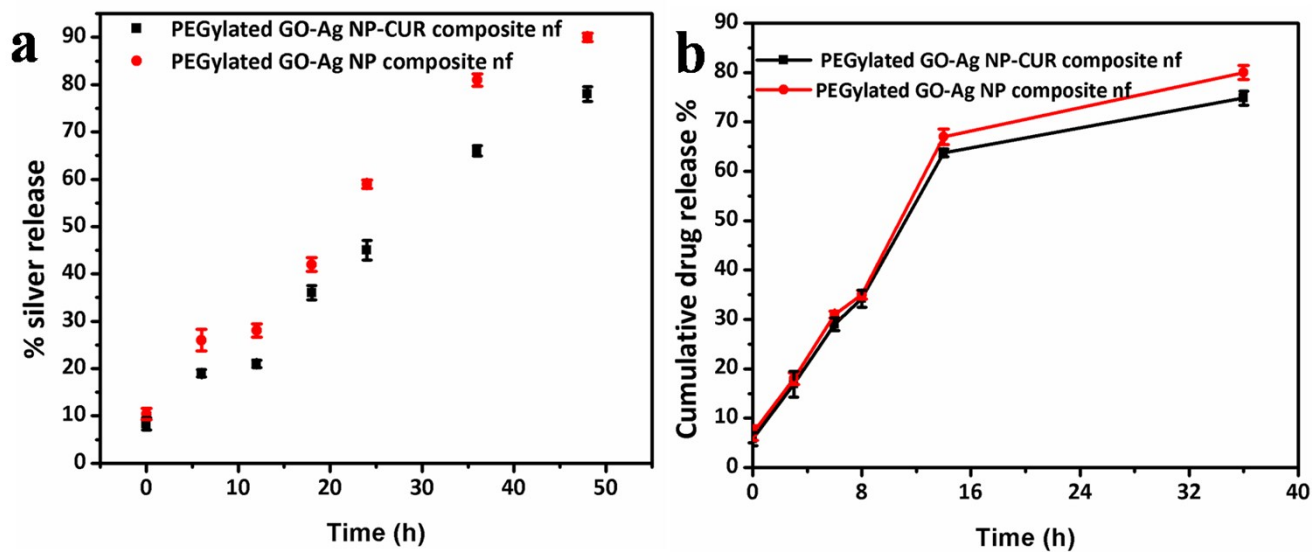 a
PEGylated GO-Ag NP-CUR composite nf
PEGylated GO-Ag NP composite nf
% silver release
90
80
70
60
50
40
30
20
10
0
0 10 20 30 40 50
Time (h)
b
PEGylated GO-Ag NP-CUR composite nf
PEGylated GO-Ag NP composite nf
Cumulative drug release %
90
80
70
60
50
40
30
20
10
0
0 8 16 24 32 40
Time (h)